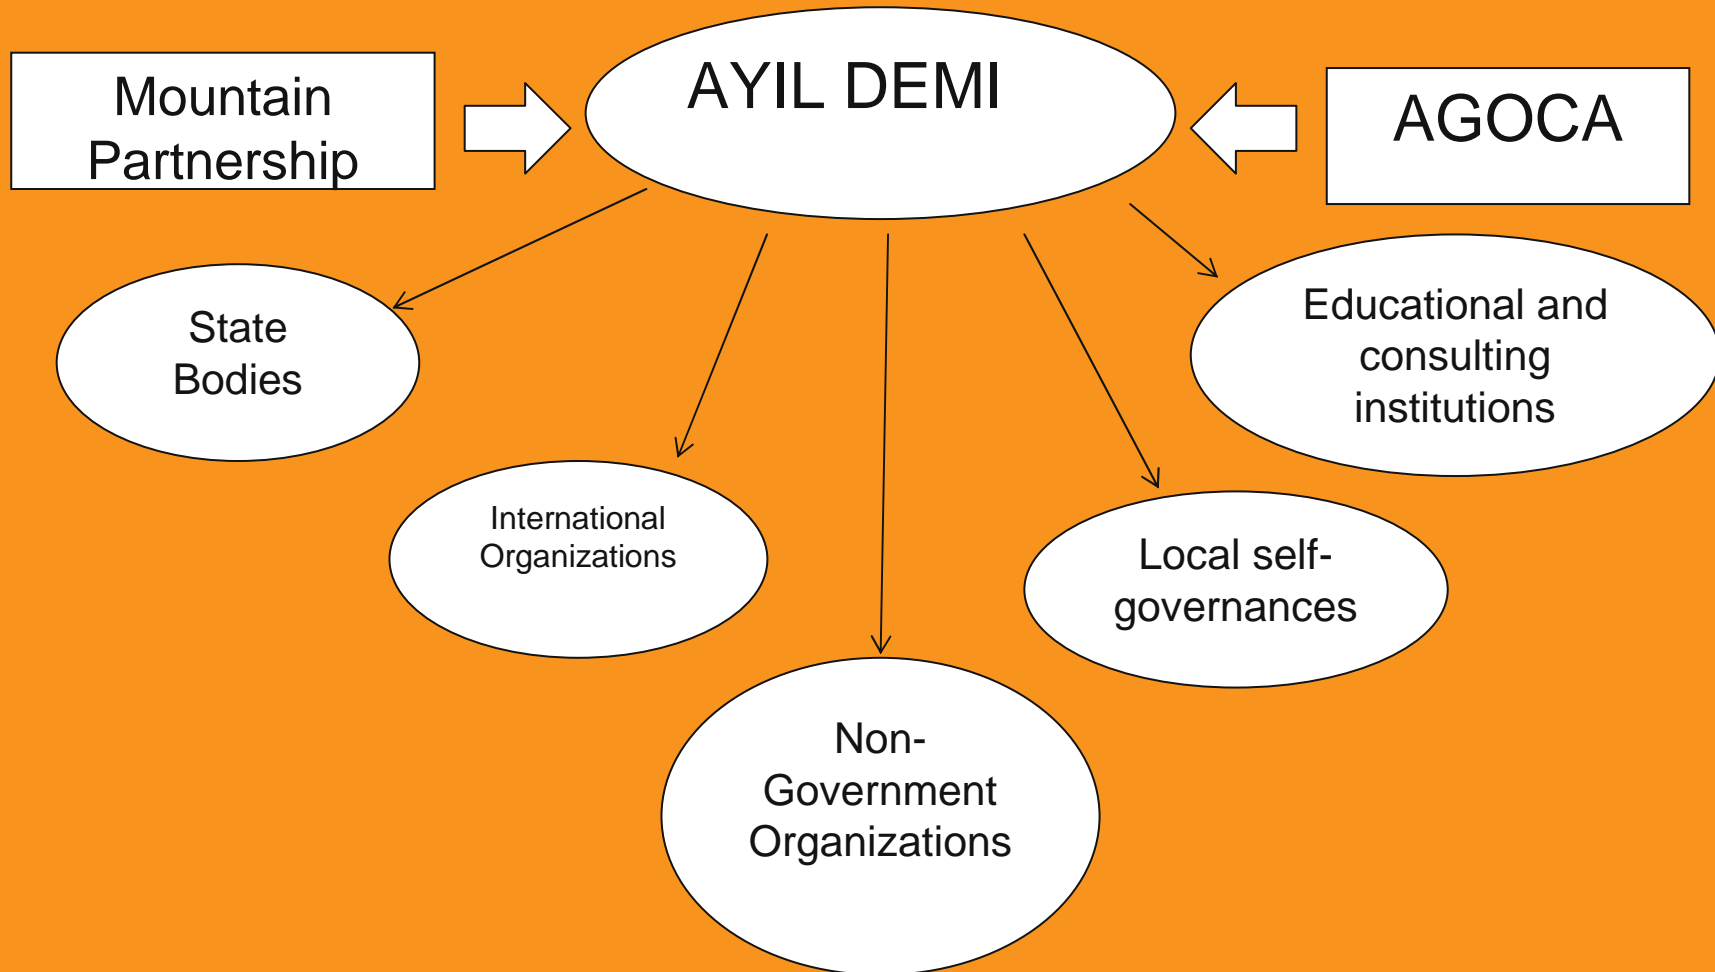 Mountain
Partnership
AYIL DEMI
AGOCA
State
Bodies
Educational and
consulting
institutions
International
Organizations
Local self-
governances
Non-
Government
Organizations